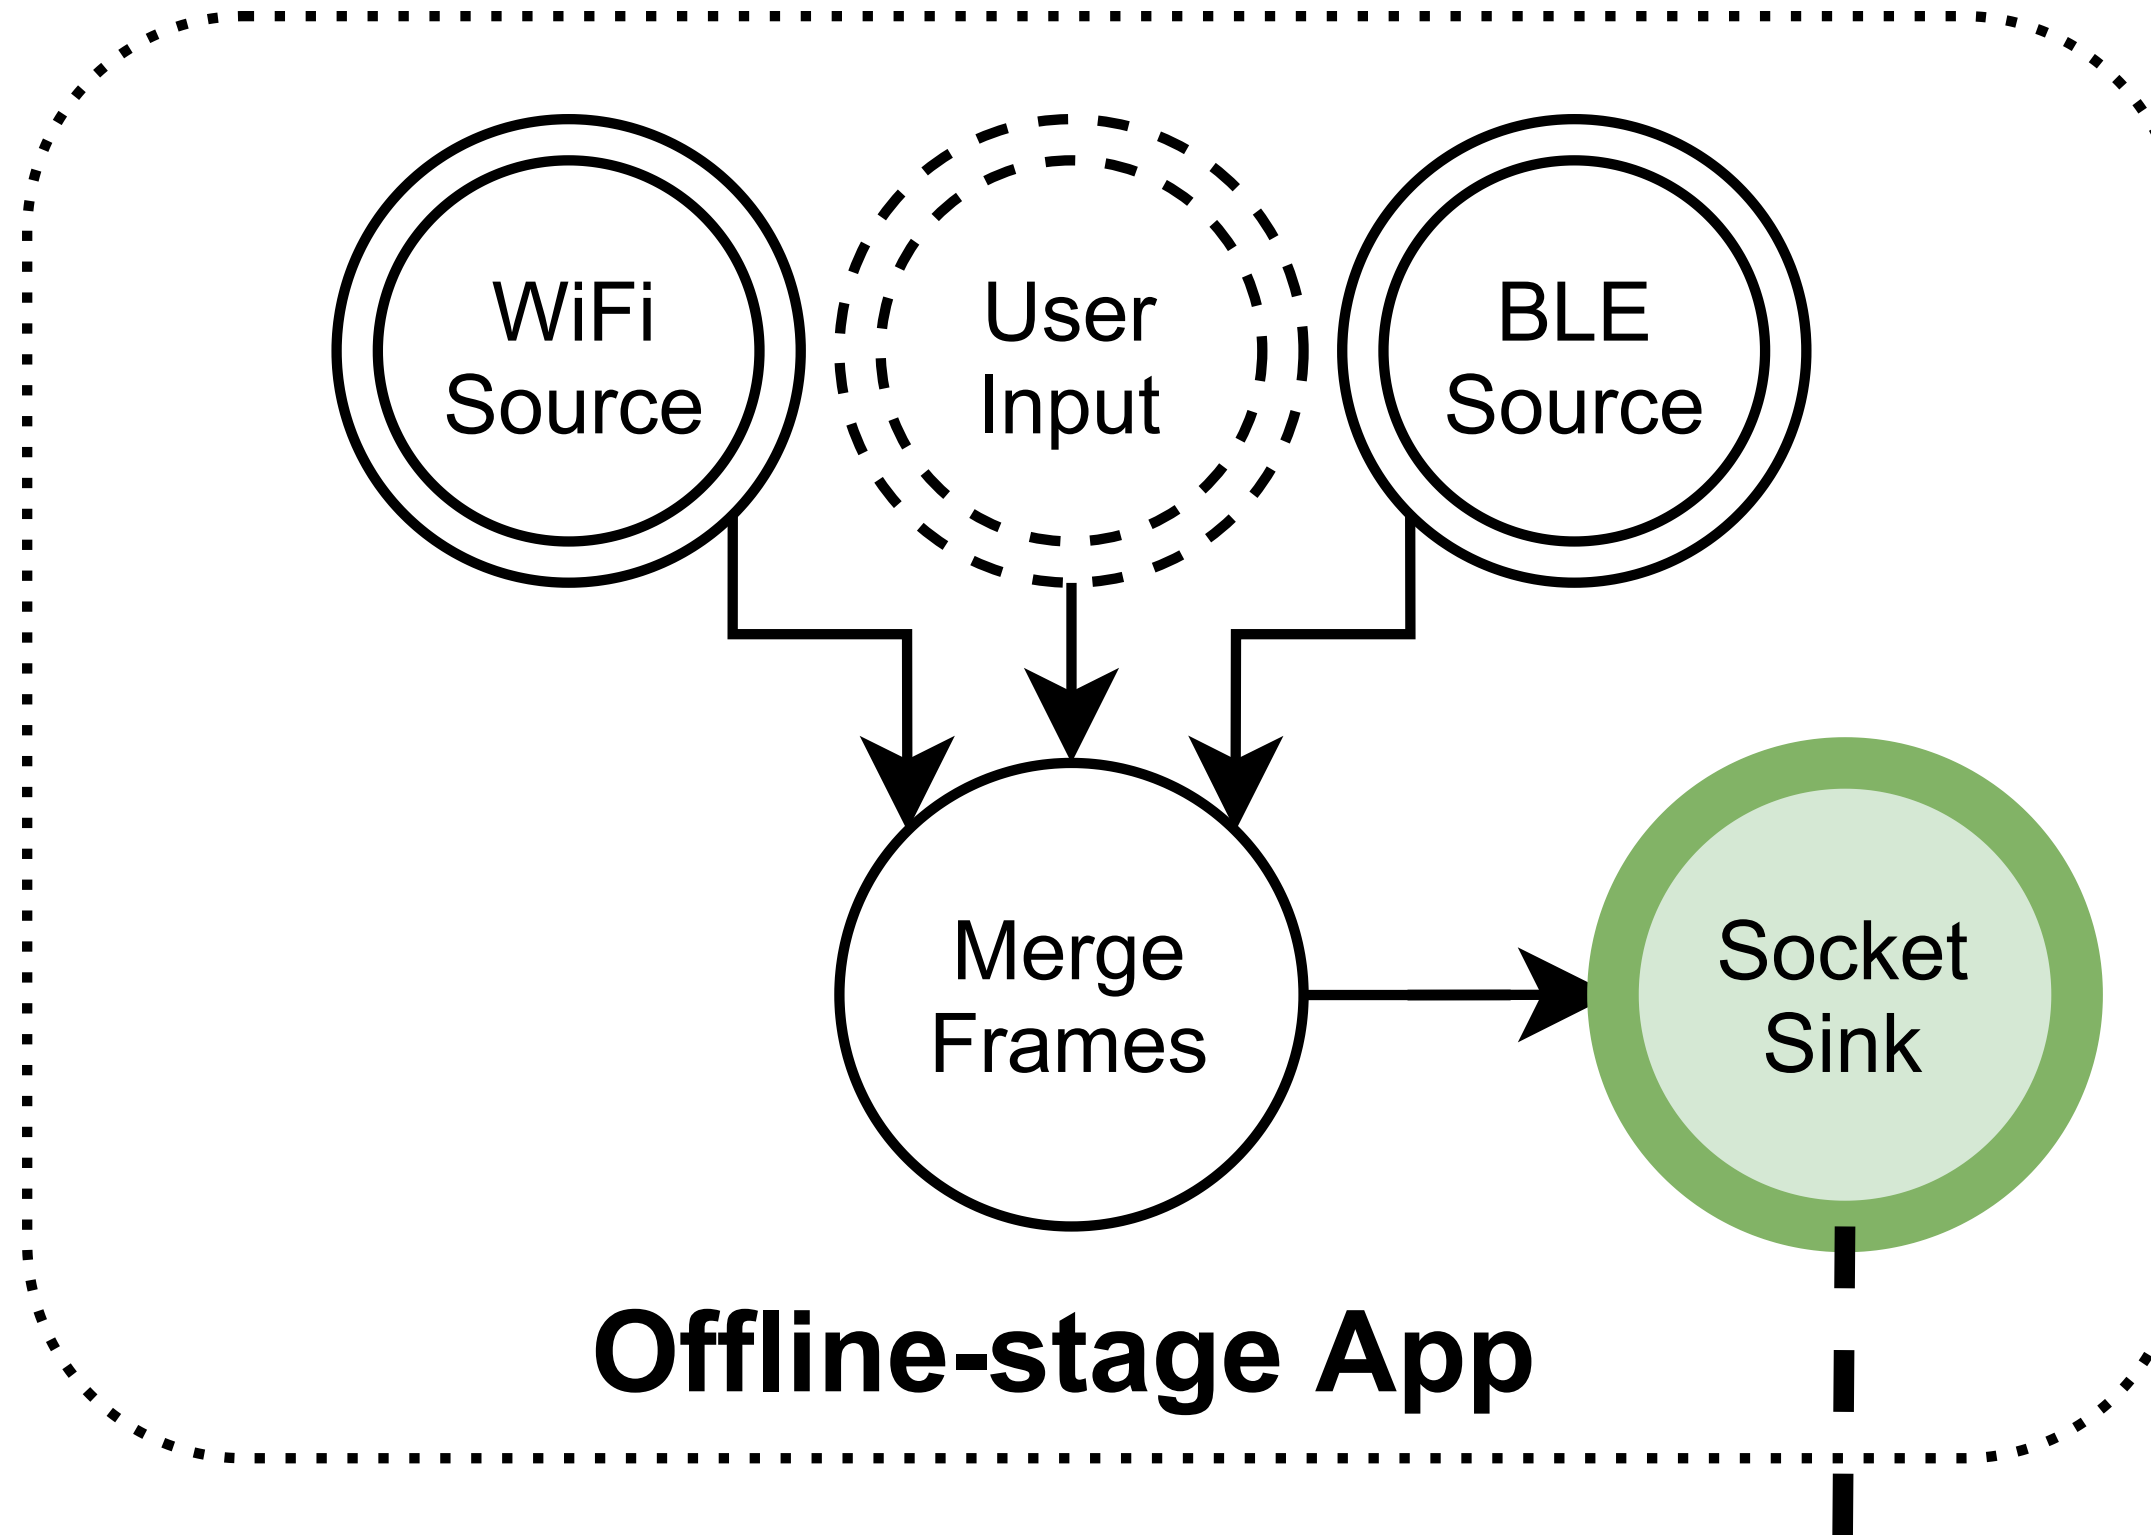 WiFi
Source
User
Input
BLE
Source
Merge
Frames
Socket
Sink
Offline-stage App